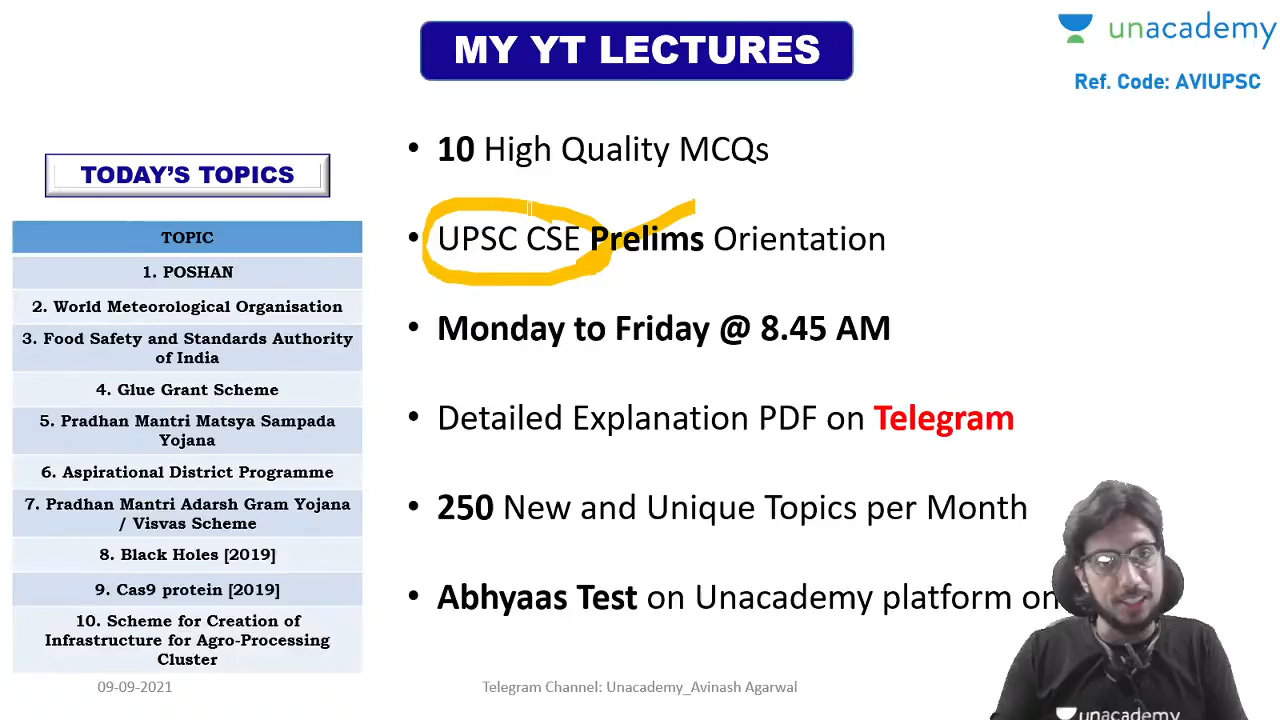 MY YT LECTURES
unacademy
Ref. Code: AVIUPSC
TODAY'S TOPICS
TOPIC
1. POSHAN
2. World Meteorological Organisation
3. Food Safety and Standards Authority
of India
4. Glue Grant Scheme
5. Pradhan Mantri Matsya Sampada
Yojana
6. Aspirational District Programme
7. Pradhan Mantri Adarsh Gram Yojana
/ Visvas Scheme
8. Black Holes [2019]
9. Cas9 protein [2019]
10. Scheme for Creation of
Infrastructure for Agro-Processing
Cluster
• 10 High Quality MCQs
• UPSC CSE Prelims Orientation
• Monday to Friday @ 8.45 AM
• Detailed Explanation PDF on Telegram
• 250 New and Unique Topics per Month
• Abhyaas Test on Unacademy platform on
09-09-2021
Telegram Channel: Unacademy_Avinash Agarwal
unacademy